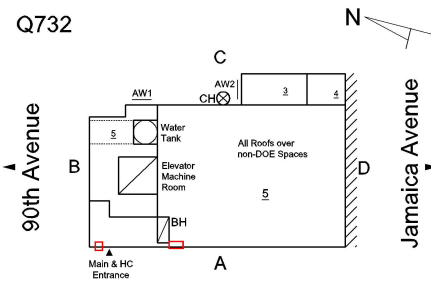 Q732
N
C
AW1
AW2
CH
3
4
5
Water
Tank
All Roofs over
non-DOE Spaces
90th Avenue
B
Elevator
Machine
Room
5
D
Jamaica Avenue
BH
Main & HC
Entrance
A